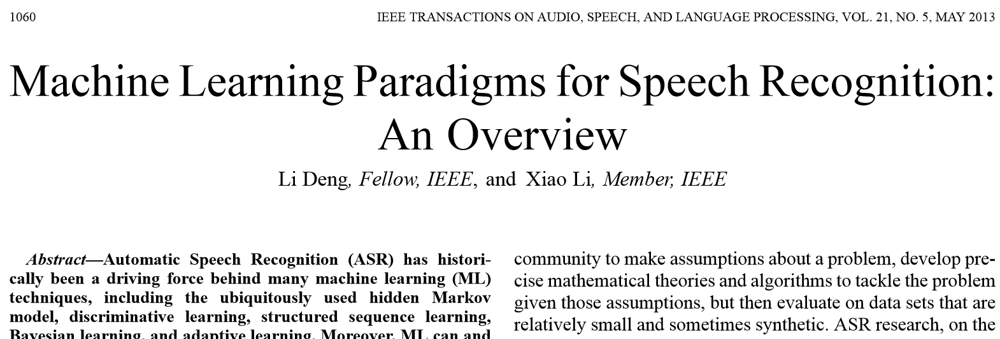 1060
IEEE TRANSACTIONS ON AUDIO, SPEECH, AND LANGUAGE PROCESSING, VOL. 21, NO. 5, MAY 2013
Machine Learning Paradigms for Speech Recognition:
An Overview
Li Deng, Fellow, IEEE, and Xiao Li, Member, IEEE
Abstract—Automatic Speech Recognition (ASR) has histori-
cally been a driving force behind many machine learning (ML)
techniques, including the ubiquitously used hidden Markov
model, discriminative learning, structured sequence learning,
Bayesian learning, and adaptive learning. Moreover, ML can and
community to make assumptions about a problem, develop pre-
cise mathematical theories and algorithms to tackle the problem
given those assumptions, but then evaluate on data sets that are
relatively small and sometimes synthetic. ASR research, on the